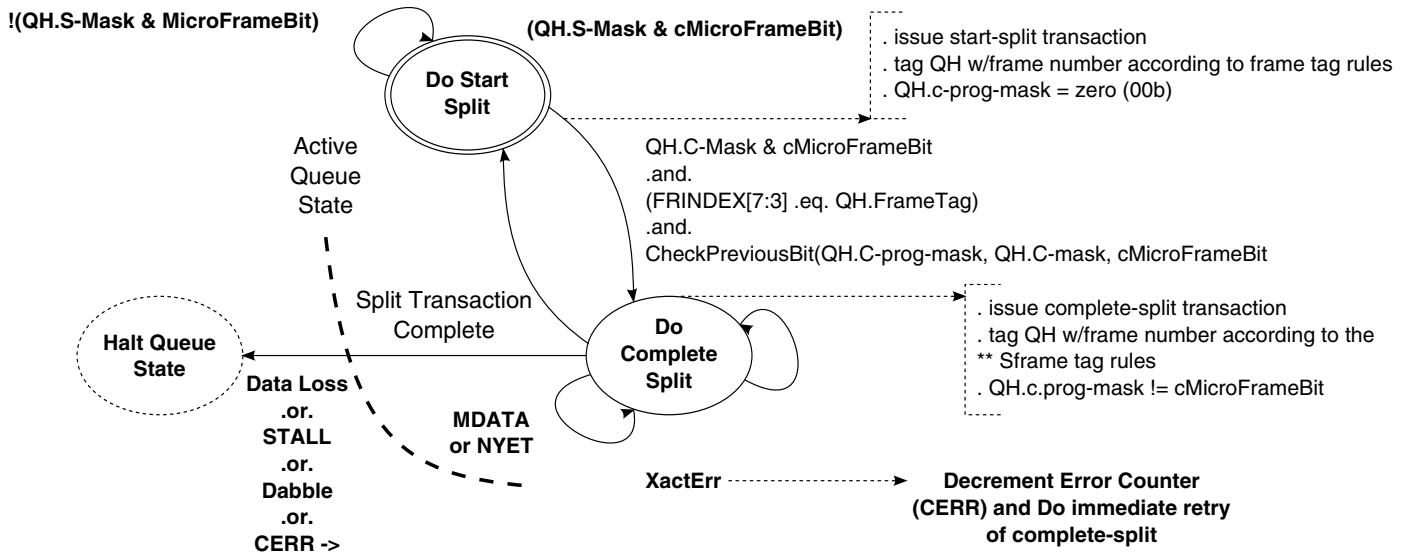 !(QH.S-Mask & MicroFrameBit)
(QH.S-Mask & cMicroFrameBit)
. issue start-split transaction
. tag QH w/frame number according to frame tag rules
. QH.c-prog-mask = zero (00b)
Do Start
Split
Active
Queue
State
QH.C-Mask & cMicroFrameBit
.and.
(FRINDEX[7:3] .eq. QH.FrameTag)
.and.
CheckPreviousBit(QH.C-prog-mask, QH.C-mask, cMicroFrameBit
Split Transaction
Complete
. issue complete-split transaction
. tag QH w/frame number according to the
** Sframe tag rules
. QH.c.prog-mask != cMicroFrameBit
Do
Complete
Split
Halt Queue
State
Data Loss
.or.
STALL
.or.
Dabble
.or.
CERR ->
MDATA
or NYET
XactErr
Decrement Error Counter
(CERR) and Do immediate retry
of complete-split